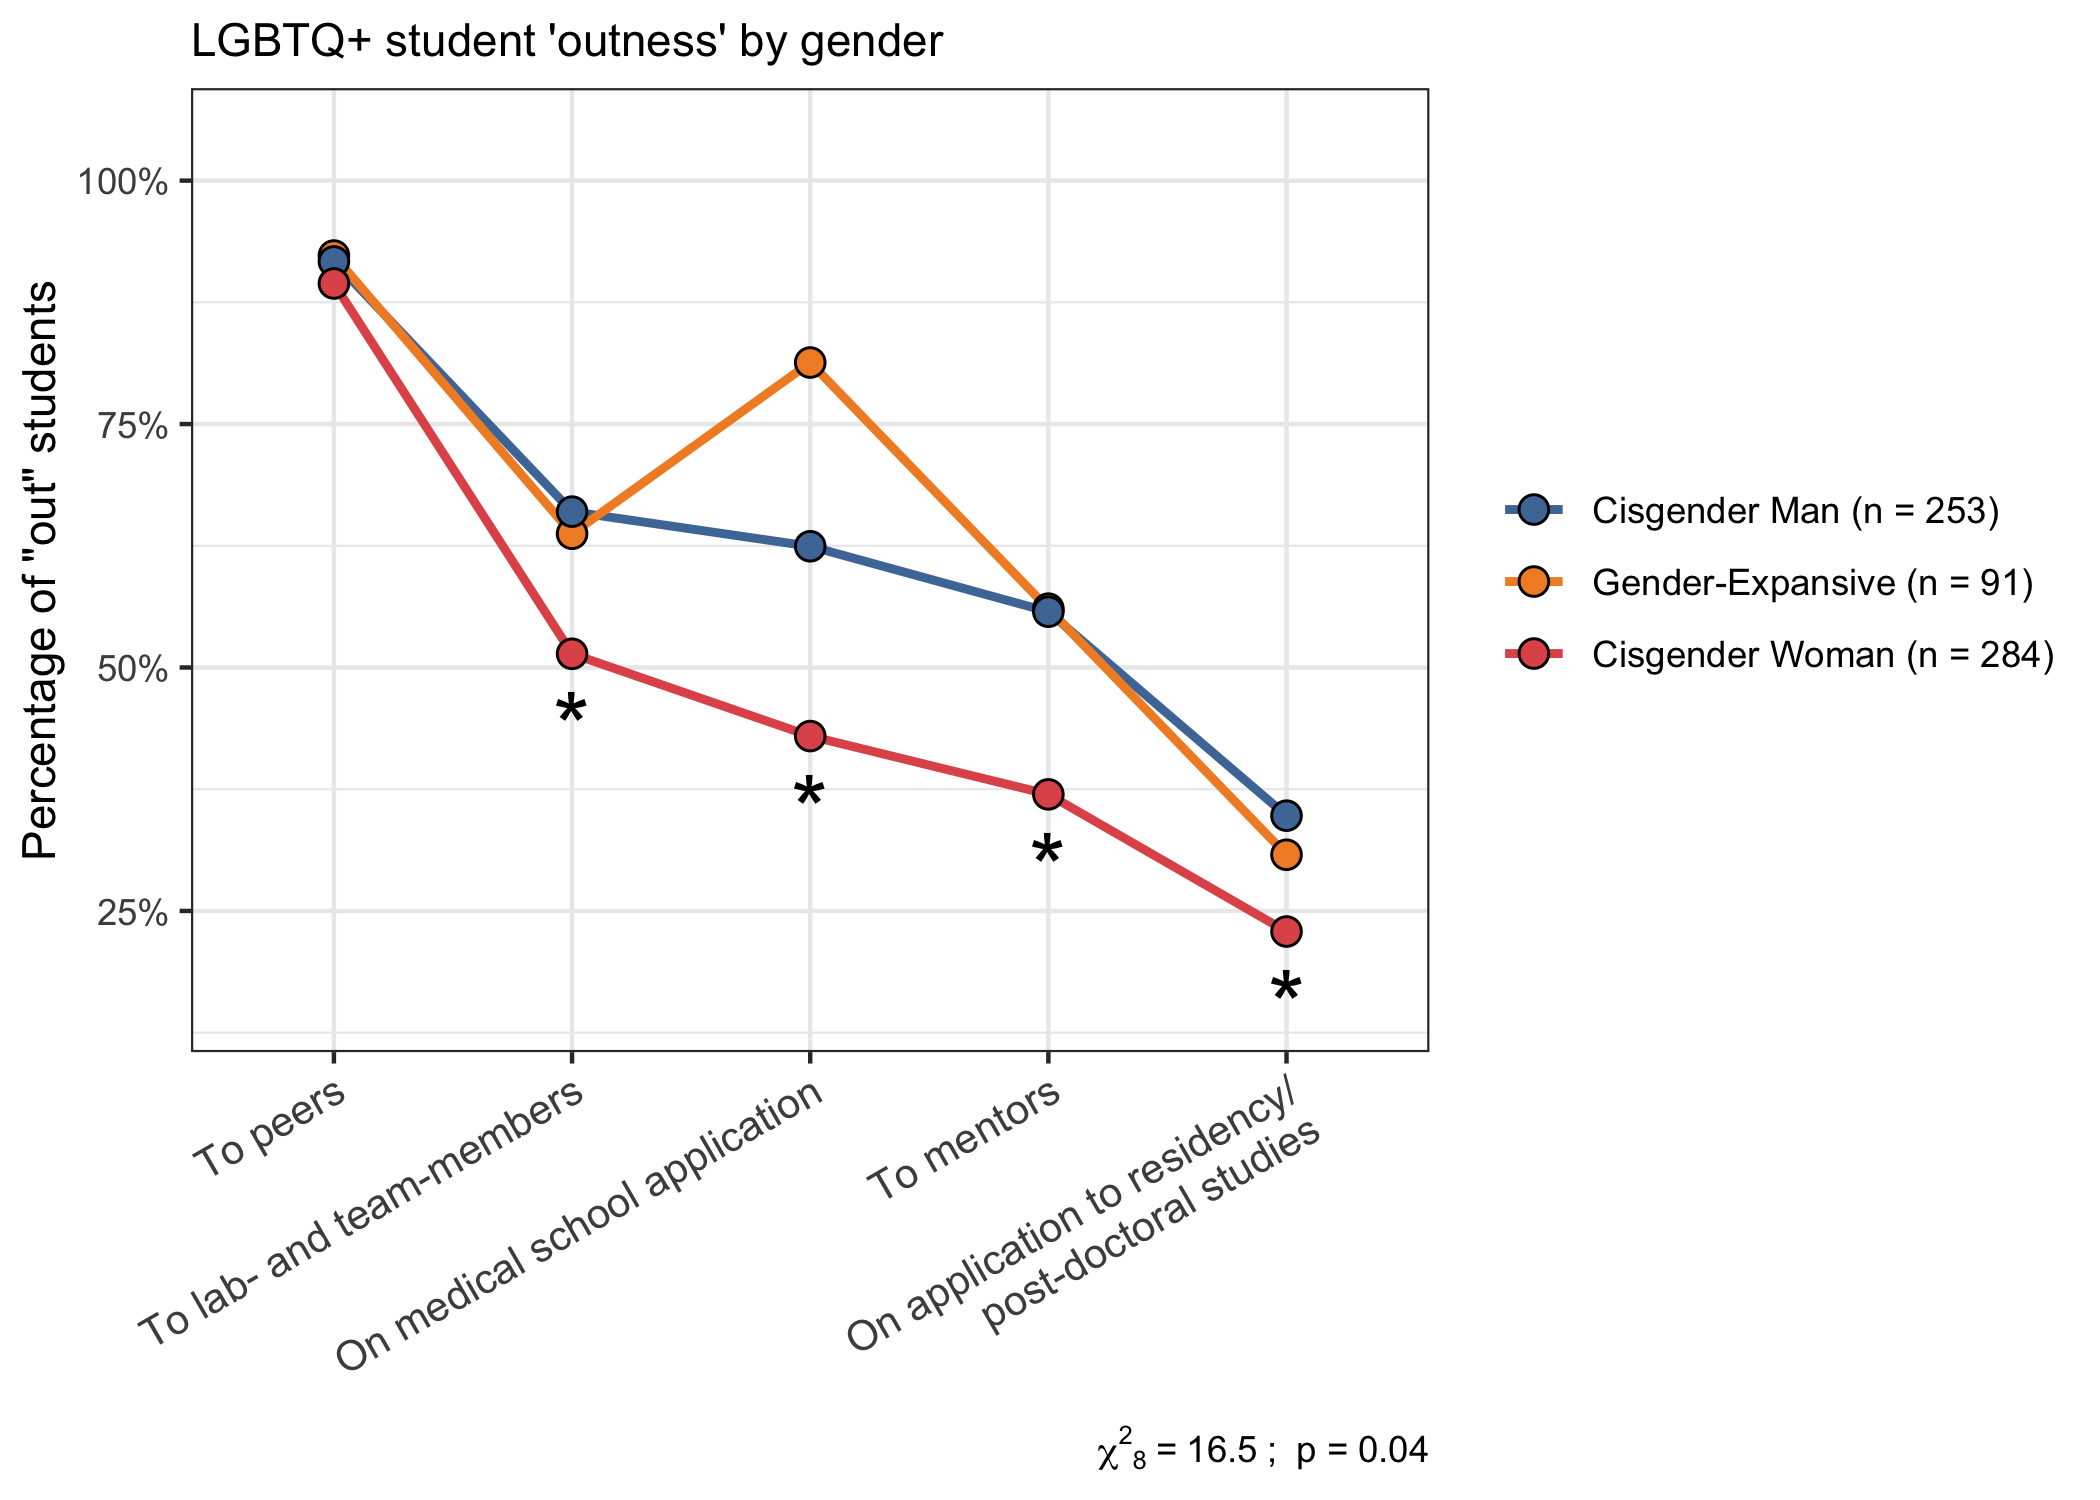 LGBTQ+ student 'outness' by gender
Percentage of "out" students
100%
75%
50%
25%
*
*
*
*
To peers
To lab- and team-members
On medical school application
To mentors
On application to residency/
post-doctoral studies
Cisgender Man (n = 253)
Gender-Expansive (n = 91)
Cisgender Woman (n = 284)
χ²₈ = 16.5 ; p = 0.04